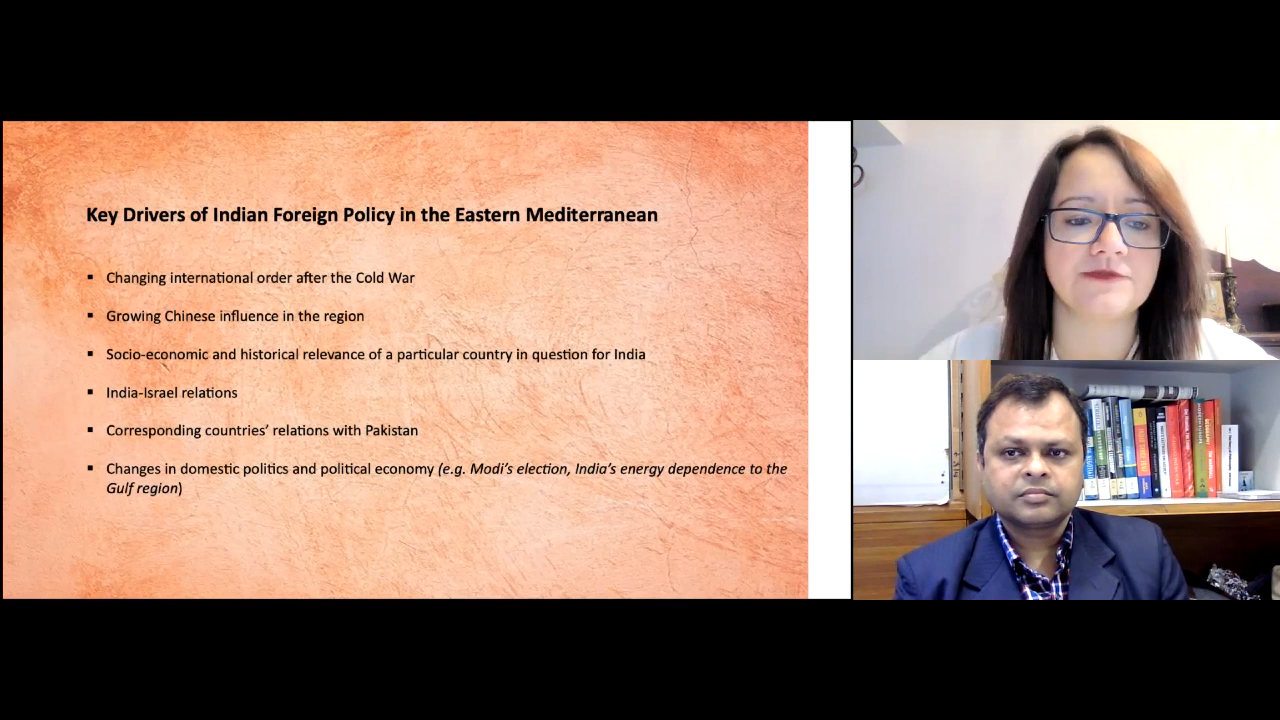 Key Drivers of Indian Foreign Policy in the Eastern Mediterranean
▪ Changing international order after the Cold War
▪ Growing Chinese influence in the region
▪ Socio-economic and historical relevance of a particular country in question for India
▪ India-Israel relations
▪ Corresponding countries’ relations with Pakistan
▪ Changes in domestic politics and political economy (e.g. Modi’s election, India’s energy dependence to the
Gulf region)